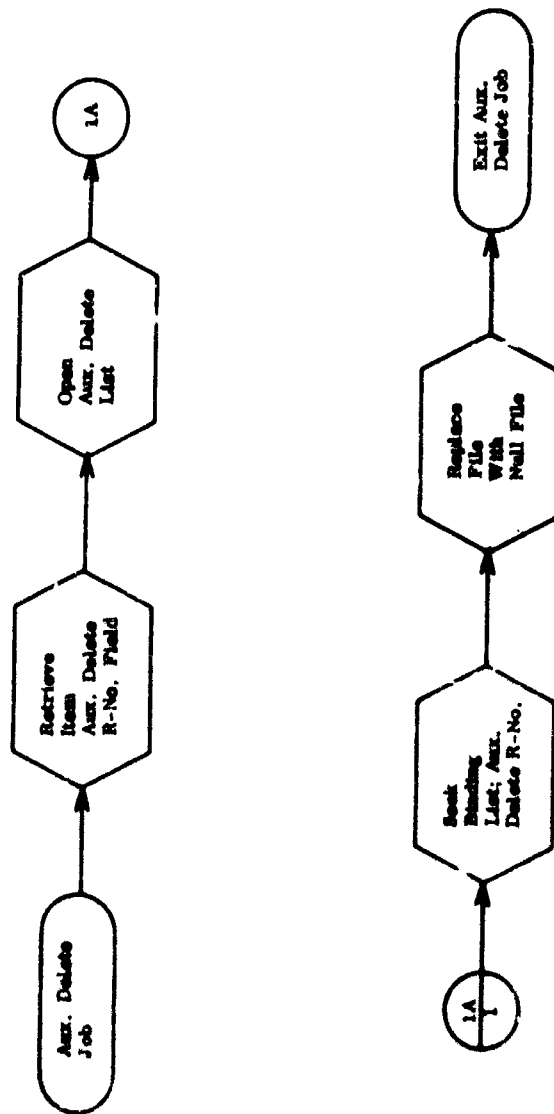 Aux. Delete
Job
Retrieve
Item
Aux. Delete
R-No. Field
Open
Aux. Delete
List
1A
1A
1
Seek
Binding
List; Aux.
Delete R-No.
Replace
File
With
Null File
Exit Aux.
Delete Job